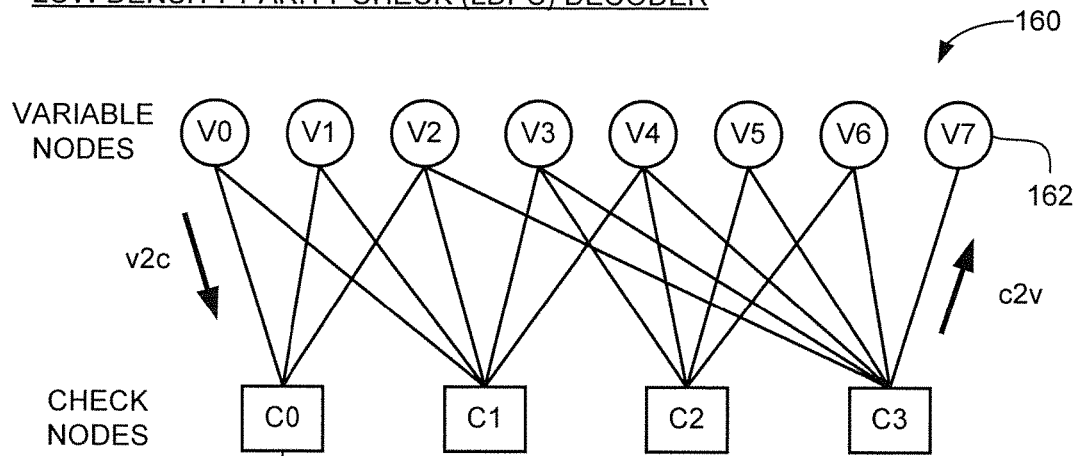 LOW DENSITY PARITY CHECK (LDPC) DECODER
160
VARIABLE
NODES
V0 V1 V2 V3 V4 V5 V6 V7
162
v2c
c2v
CHECK
NODES
C0 C1 C2 C3